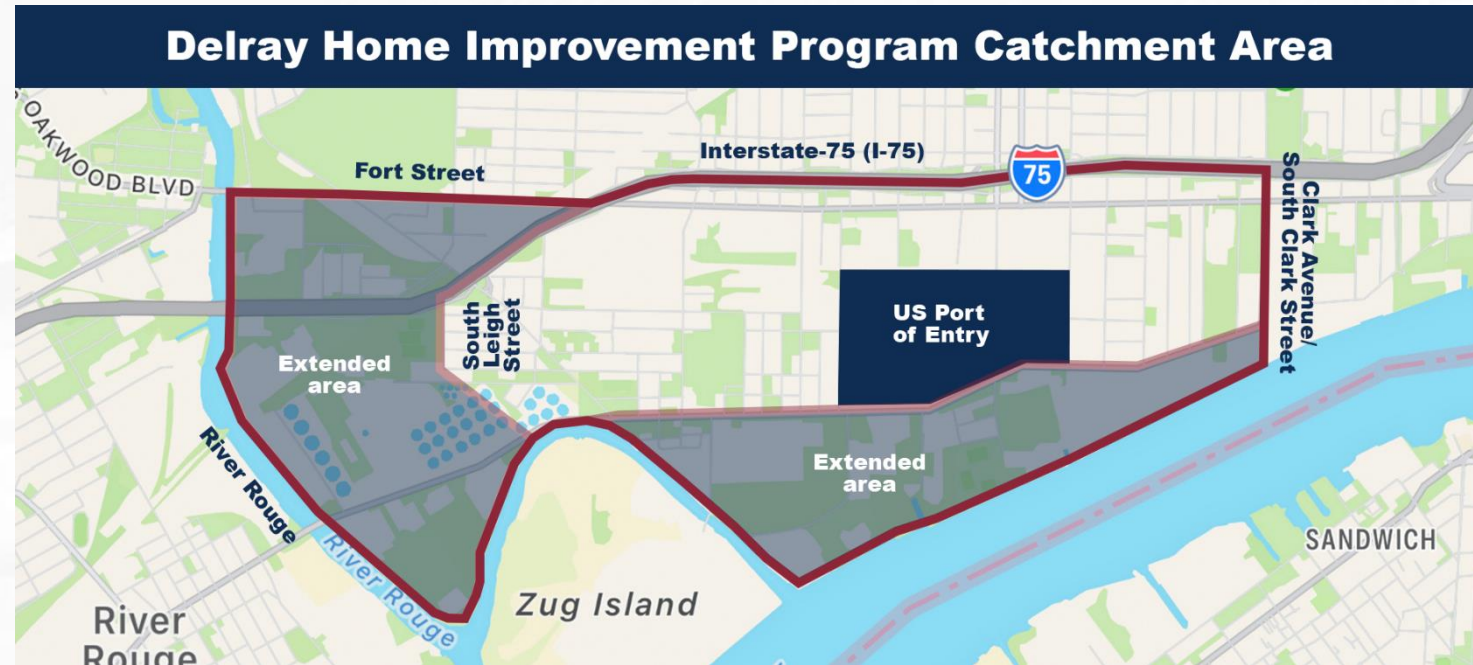 Delray Home Improvement Program Catchment Area
OAKWOOD BLVD
Fort Street
Interstate-75 (I-75)
75
Clark Avenue/
South Clark Street
South
Leigh
Street
US Port
of Entry
Extended
area
Extended
area
River Rouge
River Rouge
Zug Island
SANDWICH
River
Rouge